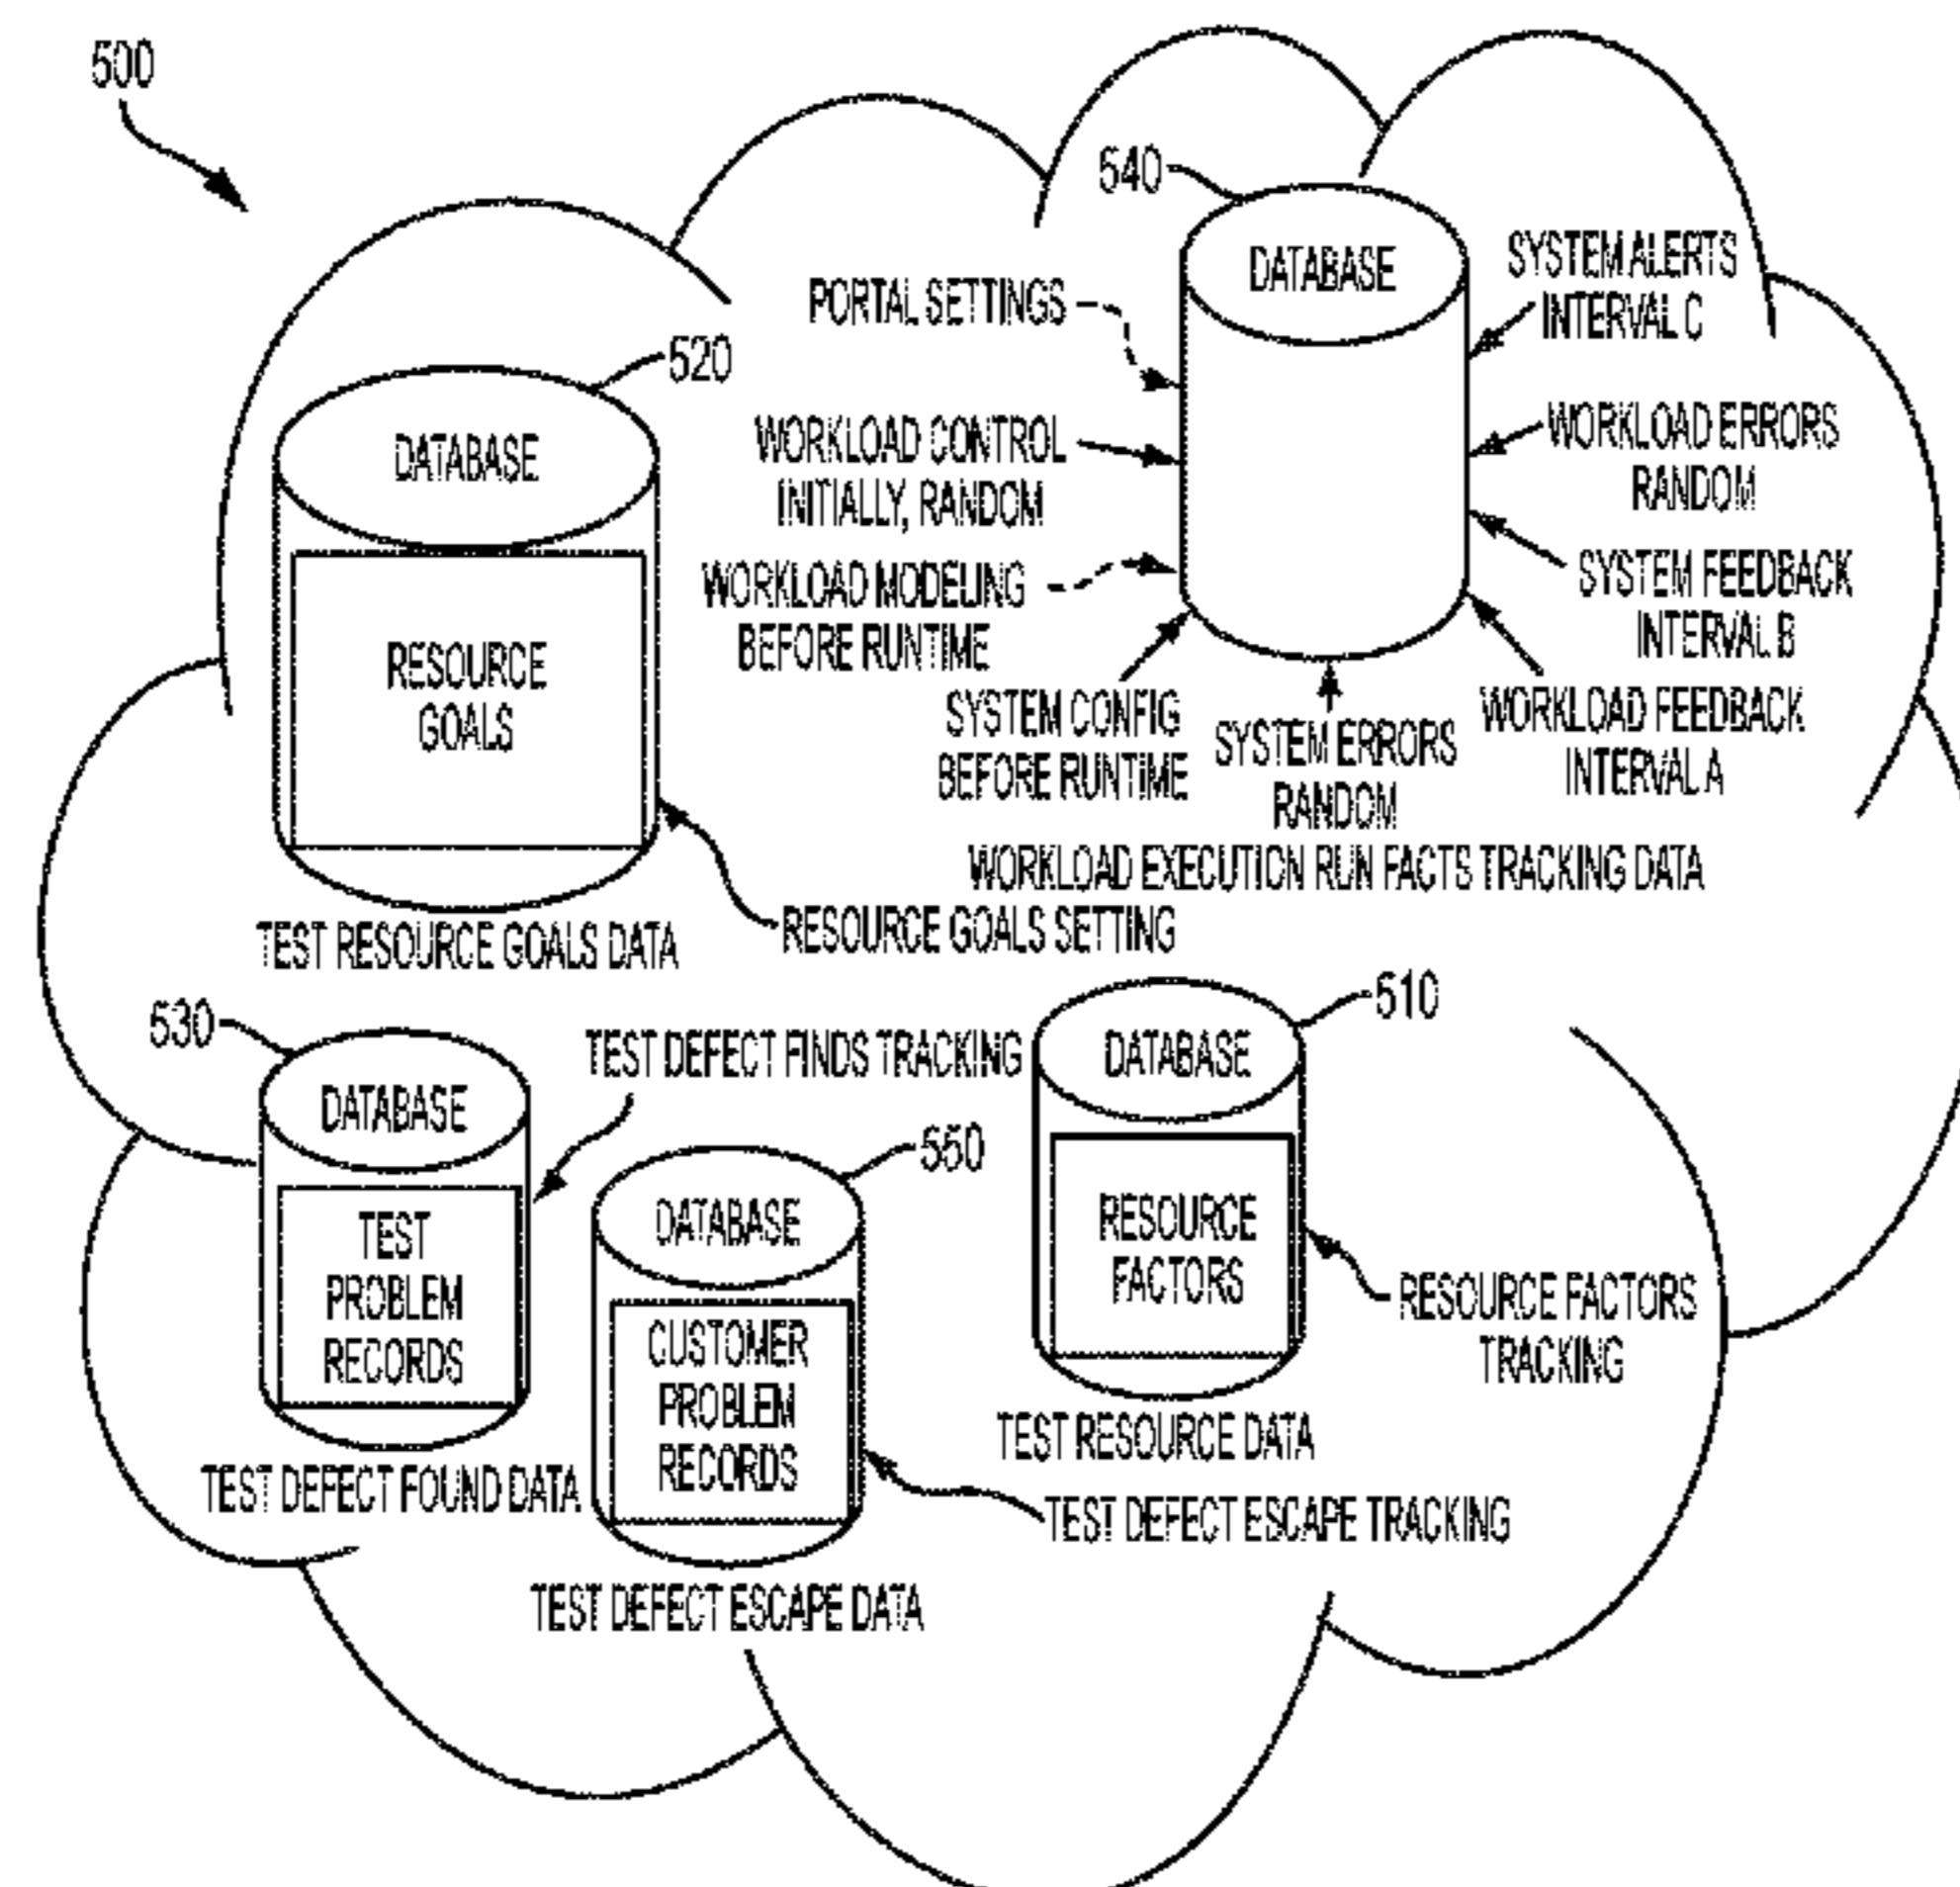 500
540
DATABASE
SYSTEM ALERTS
INTERVAL C
PORTAL SETTINGS
520
DATABASE
WORKLOAD CONTROL
INITIALLY, RANDOM
WORKLOAD ERRORS
RANDOM
WORKLOAD MODELING
BEFORE RUNTIME
SYSTEM FEEDBACK
INTERVAL B
RESOURCE
GOALS
SYSTEM CONFIG
BEFORE RUNTIME
SYSTEM ERRORS
RANDOM
WORKLOAD FEEDBACK
INTERVAL A
WORKLOAD EXECUTION RUN FACTS TRACKING DATA
RESOURCE GOALS SETTING
TEST RESOURCE GOALS DATA
530
DATABASE
TEST DEFECT FINDS TRACKING
510
DATABASE
TEST
PROBLEM
RECORDS
550
DATABASE
RESOURCE
FACTORS
RESOURCE FACTORS
TRACKING
CUSTOMER
PROBLEM
RECORDS
TEST RESOURCE DATA
TEST DEFECT FOUND DATA
TEST DEFECT ESCAPE TRACKING
TEST DEFECT ESCAPE DATA